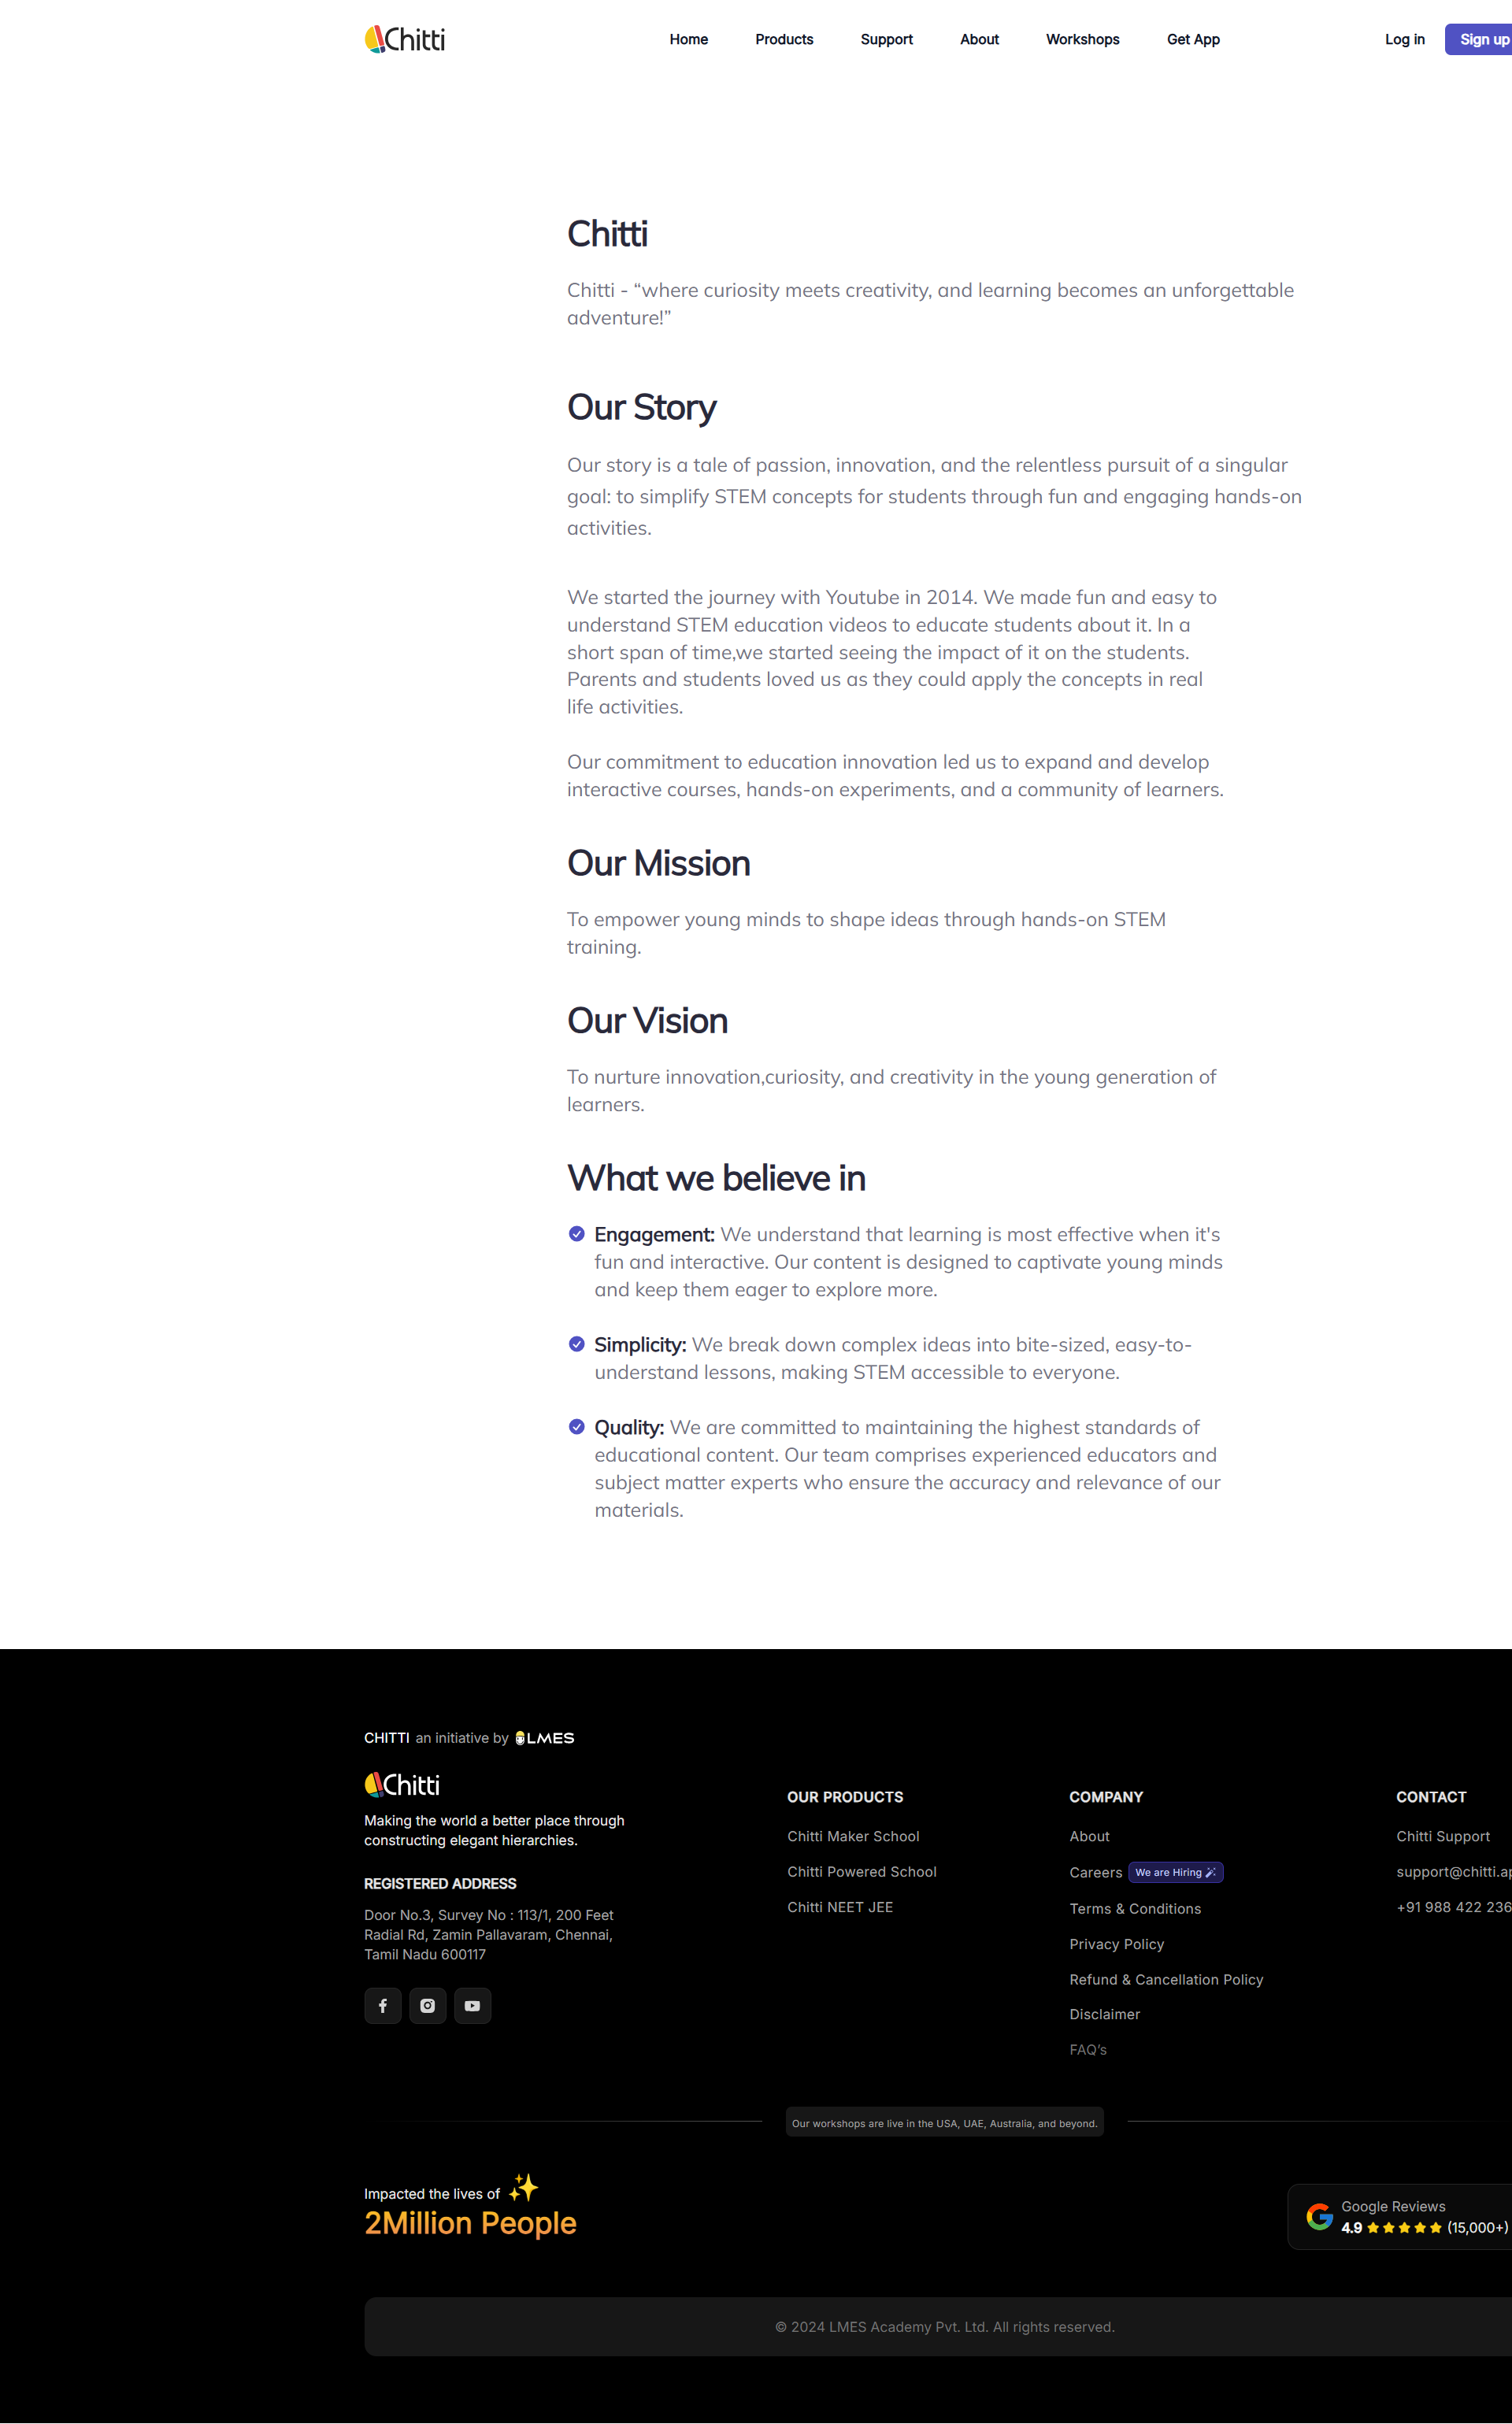 Chitti
Home
Products
Support
About
Workshops
Get App
Log in
Sign up
Chitti
Chitti - “where curiosity meets creativity, and learning becomes an unforgettable
adventure!”
Our Story
Our story is a tale of passion, innovation, and the relentless pursuit of a singular
goal: to simplify STEM concepts for students through fun and engaging hands-on
activities.
We started the journey with Youtube in 2014. We made fun and easy to
understand STEM education videos to educate students about it. In a
short span of time,we started seeing the impact of it on the students.
Parents and students loved us as they could apply the concepts in real
life activities.
Our commitment to education innovation led us to expand and develop
interactive courses, hands-on experiments, and a community of learners.
Our Mission
To empower young minds to shape ideas through hands-on STEM
training.
Our Vision
To nurture innovation,curiosity, and creativity in the young generation of
learners.
What we believe in
Engagement: We understand that learning is most effective when it's
fun and interactive. Our content is designed to captivate young minds
and keep them eager to explore more.
Simplicity: We break down complex ideas into bite-sized, easy-to-
understand lessons, making STEM accessible to everyone.
Quality: We are committed to maintaining the highest standards of
educational content. Our team comprises experienced educators and
subject matter experts who ensure the accuracy and relevance of our
materials.
CHITTI an initiative by LMES
Chitti
Making the world a better place through
constructing elegant hierarchies.
REGISTERED ADDRESS
Door No.3, Survey No : 113/1, 200 Feet
Radial Rd, Zamin Pallavaram, Chennai,
Tamil Nadu 600117
OUR PRODUCTS
Chitti Maker School
Chitti Powered School
Chitti NEET JEE
COMPANY
About
Careers We are Hiring
Terms & Conditions
Privacy Policy
Refund & Cancellation Policy
Disclaimer
FAQ's
CONTACT
Chitti Support
support@chitti.ap
+91 988 422 236
Our workshops are live in the USA, UAE, Australia, and beyond.
Impacted the lives of
2Million People
Google Reviews
4.9 (15,000+)
© 2024 LMES Academy Pvt. Ltd. All rights reserved.